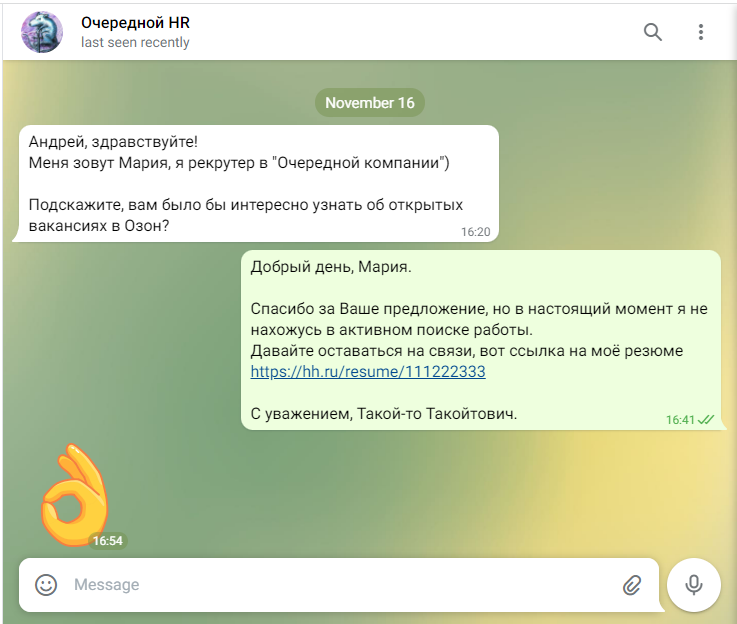 Очередной HR
last seen recently
November 16
Андрей, здравствуйте!
Меня зовут Мария, я рекрутер в "Очередной компании")
Подскажите, вам было бы интересно узнать об открытых
вакансиях в Озон?
16:20
Добрый день, Мария.
Спасибо за Ваше предложение, но в настоящий момент я не
нахожусь в активном поиске работы.
Давайте оставаться на связи, вот ссылка на моё резюме
https://hh.ru/resume/111222333
С уважением, Такой-то Такойтович.
16:41
16:54
Message